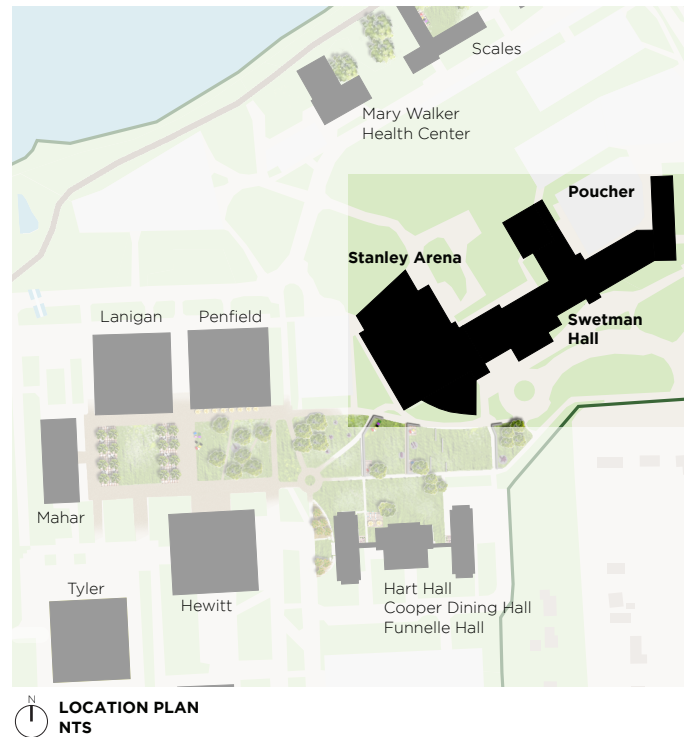 Scales
Mary Walker
Health Center
Poucher
Stanley Arena
Swetman
Hall
Lanigan
Penfield
Mahar
Hewitt
Tyler
Hart Hall
Cooper Dining Hall
Funnelle Hall
N
LOCATION PLAN
NTS